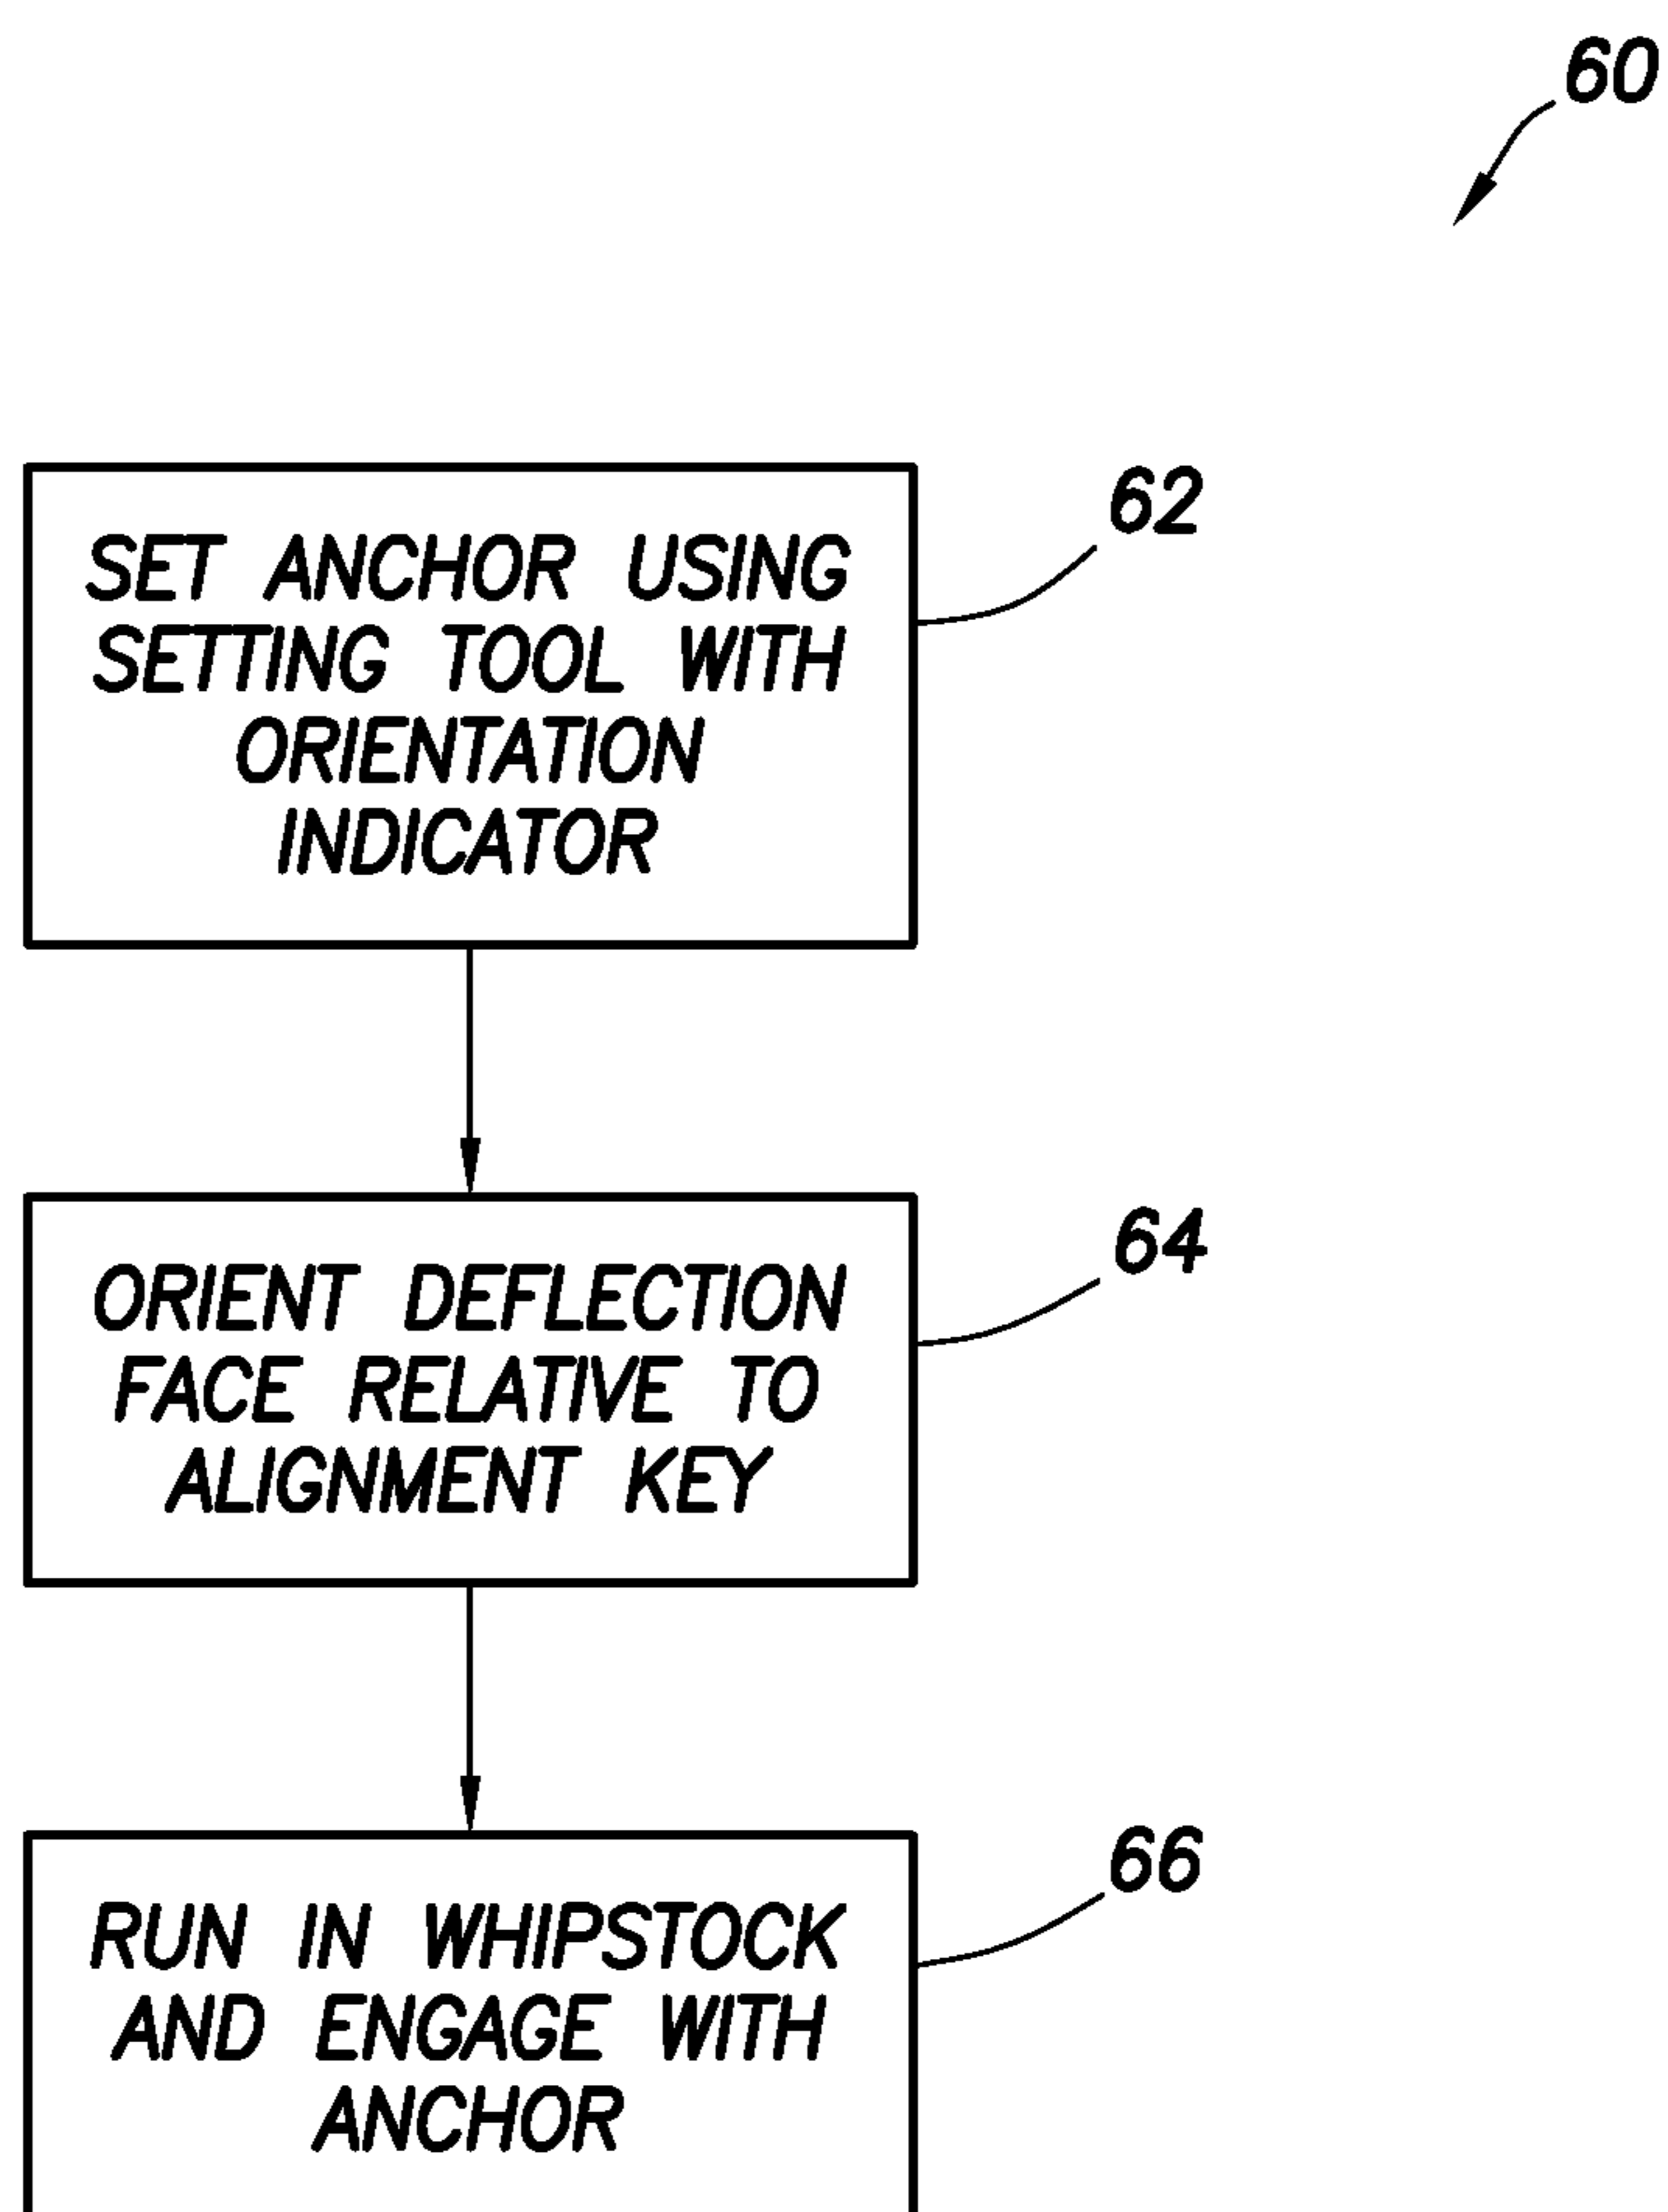 60
62
SET ANCHOR USING
SETTING TOOL WITH
ORIENTATION
INDICATOR
64
ORIENT DEFLECTION
FACE RELATIVE TO
ALIGNMENT KEY
66
RUN IN WHIPSTOCK
AND ENGAGE WITH
ANCHOR